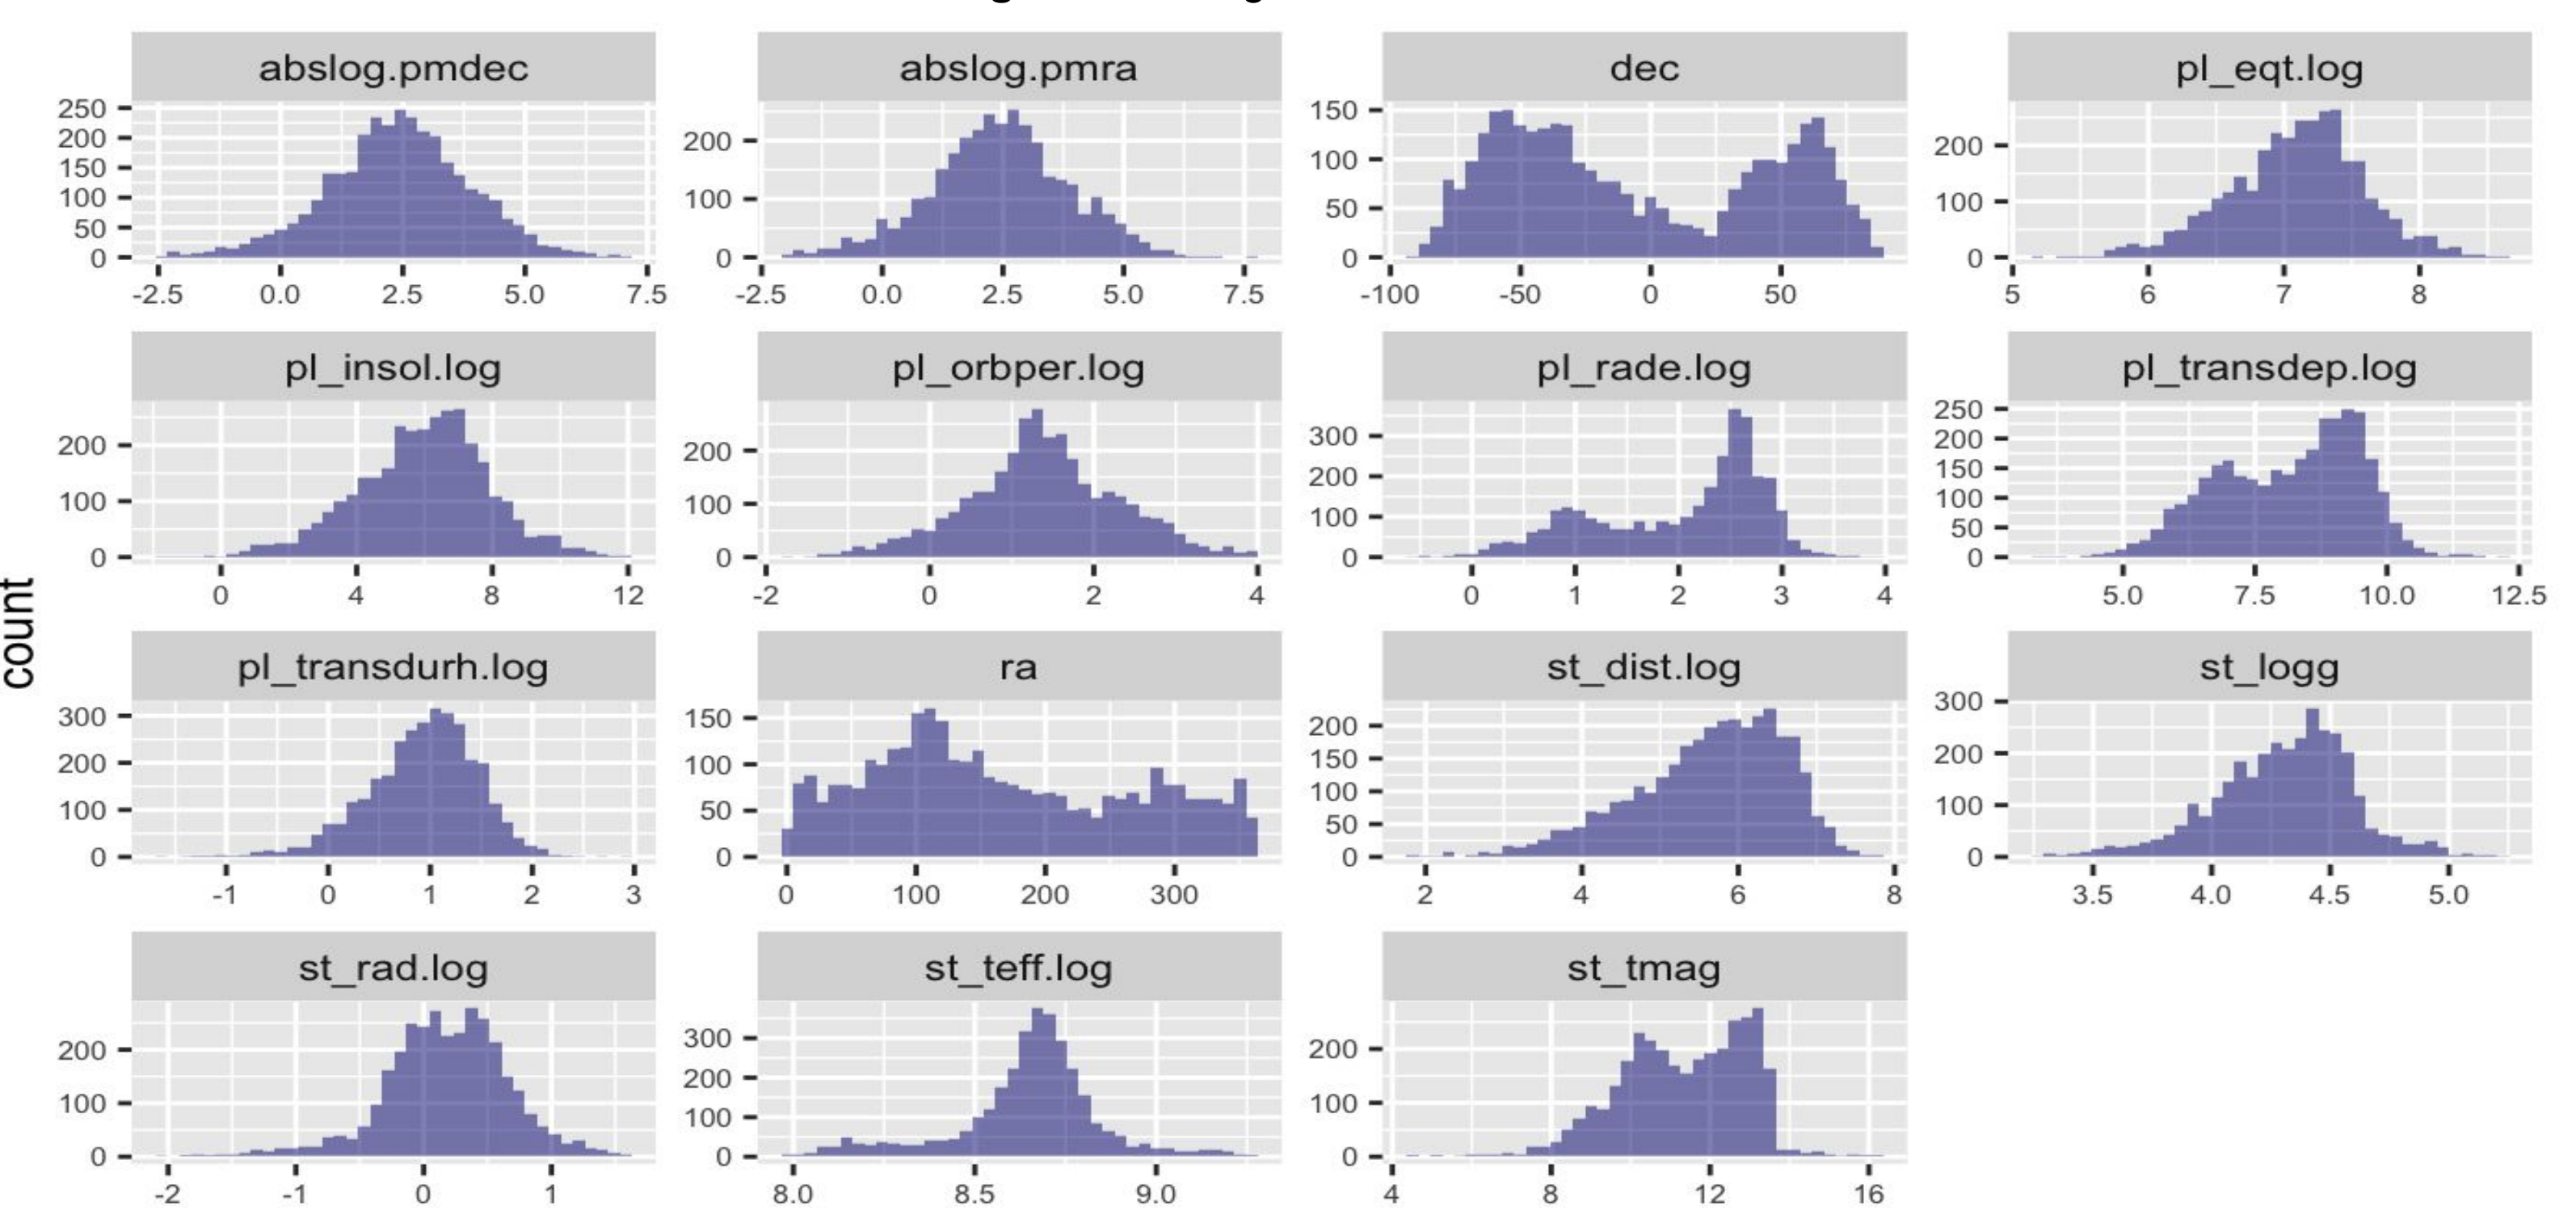 abslog.pmdec abslog.pmra dec pl_eqt.log
250
200
150
100
50
0
-2.5 0.0 2.5 5.0 7.5
200
100
0
-2.5 0.0 2.5 5.0 7.5
150
100
50
0
-100 -50 0 50
200
100
0
5 6 7 8
pl_insol.log pl_orbper.log pl_rade.log pl_transdep.log
200
100
0
0 4 8 12
200
100
0
-2 0 2 4
300
200
100
0
0 1 2 3 4
250
200
150
100
50
0
5.0 7.5 10.0 12.5
count
pl_transdurh.log ra st_dist.log st_logg
300
200
100
0
-1 0 1 2 3
150
100
50
0
0 100 200 300
200
150
100
50
0
2 4 6 8
300
200
100
0
3.5 4.0 4.5 5.0
st_rad.log st_teff.log st_tmag
200
100
0
-2 -1 0 1
300
200
100
0
8.0 8.5 9.0
200
100
0
4 8 12 16